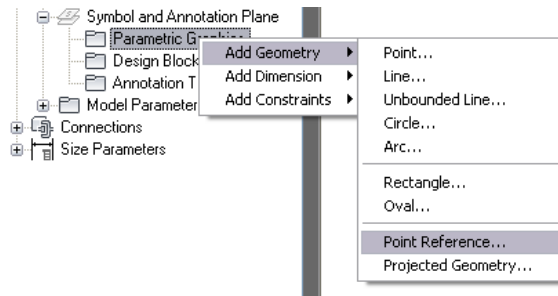 Symbol and Annotation Plane
Parametric
Design Block
Annotation T
Model Parameter
Connections
Size Parameters
Add Geometry
Add Dimension
Add Constraints
Point...
Line...
Unbounded Line...
Circle...
Arc...
Rectangle...
Oval...
Point Reference...
Projected Geometry...